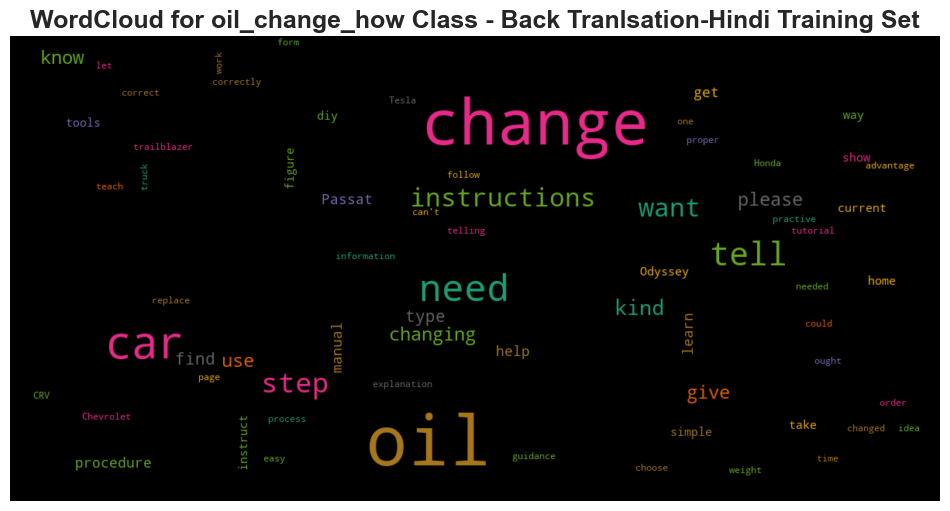 WordCloud for oil_change_how Class - Back Tranlsation-Hindi Training Set
form
know
let
work
correctly
correct
Tesla
get
change
tools
diy
one
way
proper
trailblazer
figure
truck
follow
Honda
show
advantage
teach
Passat
instructions
can't
want
please
current
practive
telling
tutorial
tell
information
Odyssey
home
need
needed
replace
kind
type
changing
could
car
manual
learn
find
use
help
ought
page
step
explanation
CRV
give
order
Chevrolet
process
oil
instruct
simple
take
changed
idea
procedure
easy
guidance
choose
weight
time